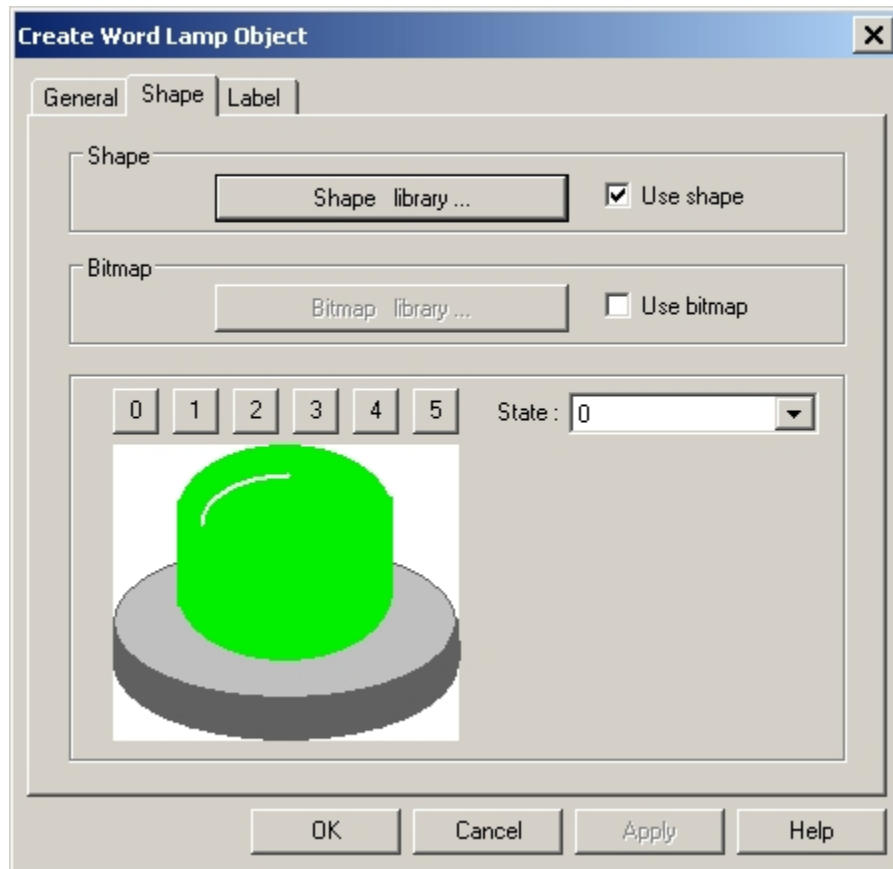 Create Word Lamp Object
General Shape Label
Shape
Shape library ... Use shape
Bitmap
Bitmap library ... Use bitmap
0 1 2 3 4 5 State : 0
OK Cancel Apply Help